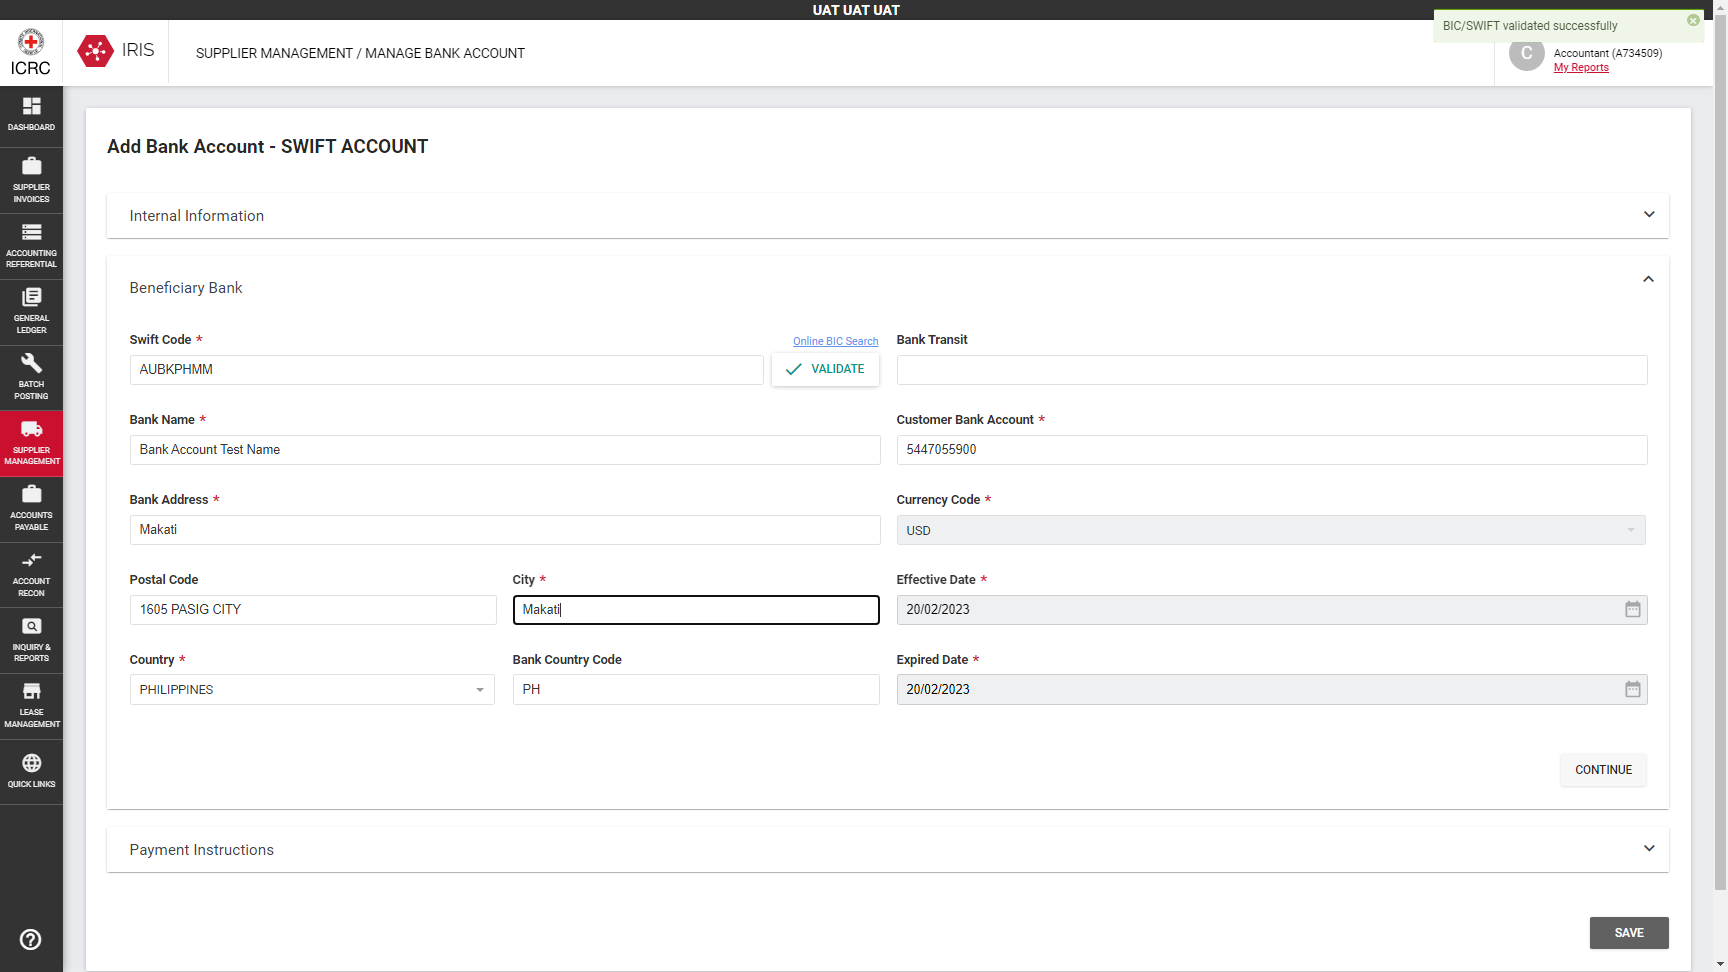 UAT UAT UAT
BIC/SWIFT validated successfully
ICRC
IRIS
SUPPLIER MANAGEMENT / MANAGE BANK ACCOUNT
C
Accountant (A734509)
My Reports
DASHBOARD
SUPPLIER
INVOICES
ACCOUNTING
REFERENTIAL
GENERAL
LEDGER
BATCH
POSTING
SUPPLIER
MANAGEMENT
ACCOUNTS
PAYABLE
ACCOUNT
RECON
INQUIRY &
REPORTS
LEASE
MANAGEMENT
QUICK LINKS
Add Bank Account - SWIFT ACCOUNT
Internal Information
Beneficiary Bank
Swift Code *
Online BIC Search
Bank Transit
AUBKPHMM
VALIDATE
Bank Name *
Customer Bank Account *
Bank Account Test Name
5447055900
Bank Address *
Currency Code *
Makati
USD
Postal Code
City *
Effective Date *
1605 PASIG CITY
Makati
20/02/2023
Country *
Bank Country Code
Expired Date *
PHILIPPINES
PH
20/02/2023
CONTINUE
Payment Instructions
SAVE